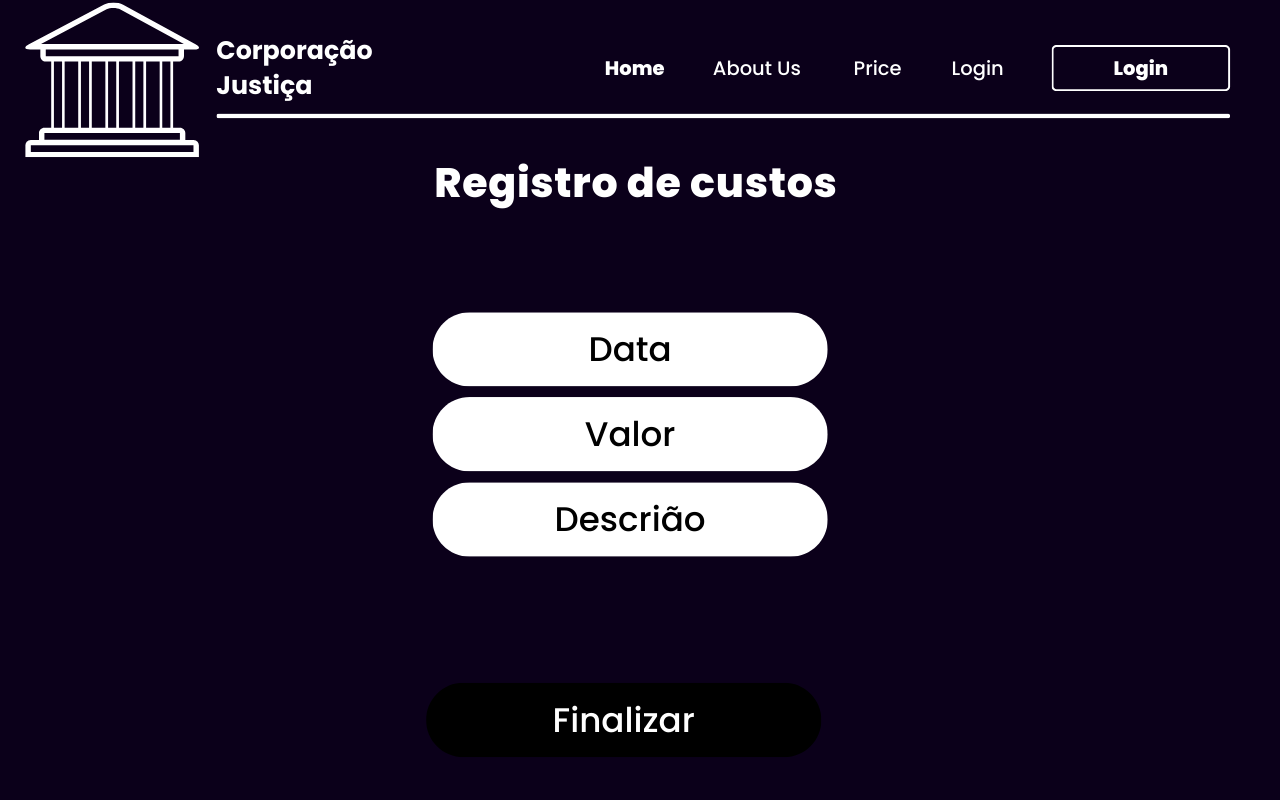 Corporação
Justiça
Home About Us Price Login Login
Registro de custos
Data
Valor
Descrião
Finalizar